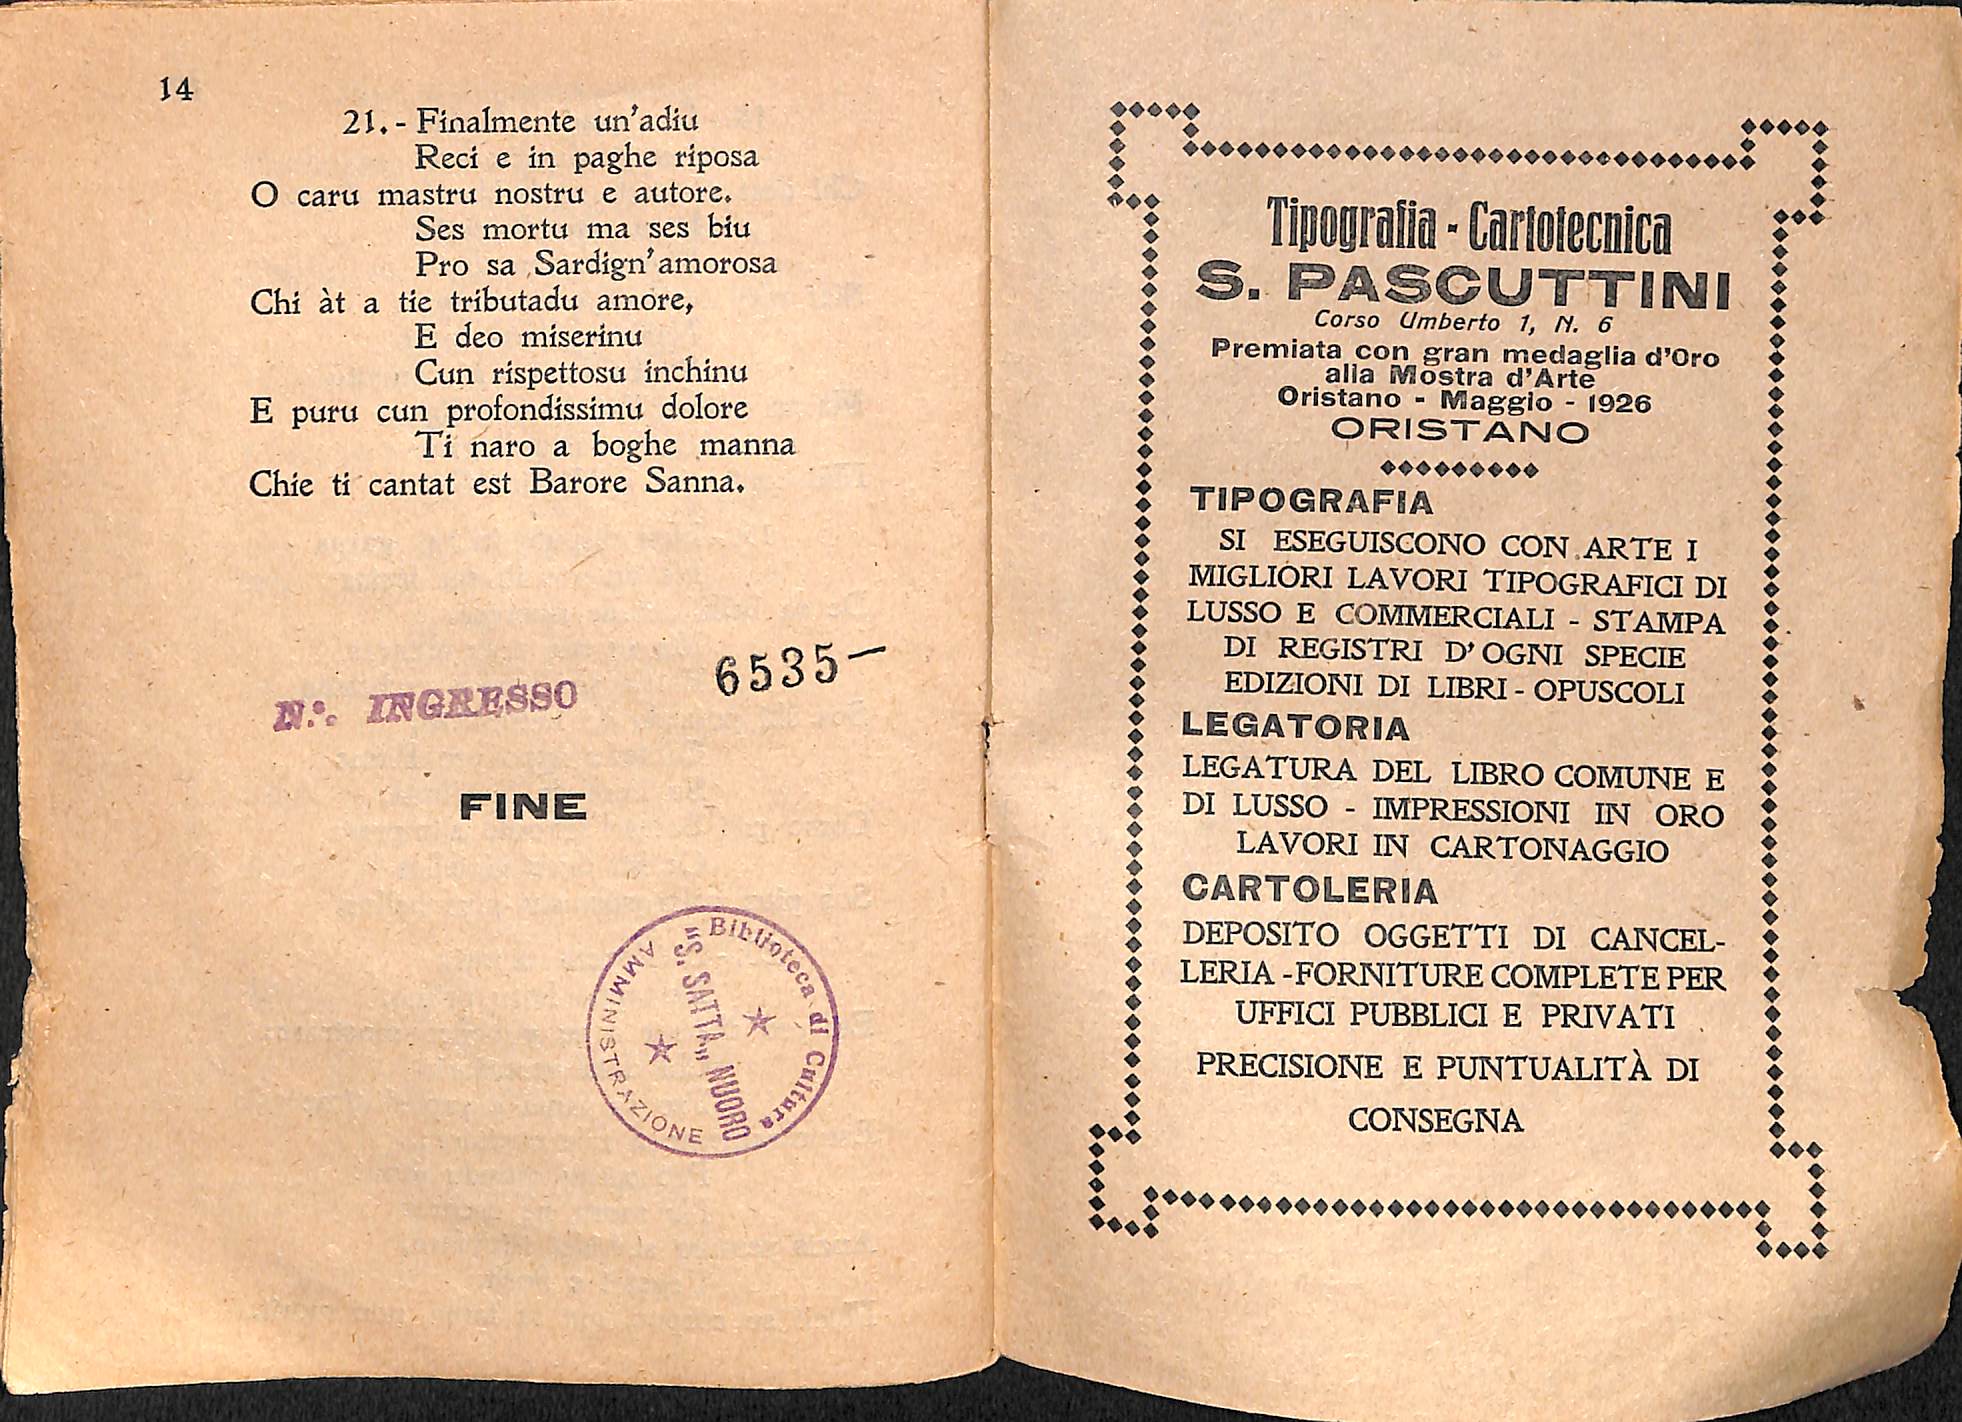 14
21. - Finalmente un'adiu
Reci e in paghe riposa
O caru mastru nostru e autore.
Ses mortu ma ses biu
Pro sa Sardign'amorosa
Chi àt a tie tributadu amore,
E deo miserinu
Cun rispettosu inchinu
E puru cun profondissimu dolore
Ti naro a boghe manna
Chie ti cantat est Barore Sanna.
N.° INGRESSO 6535 —
FINE
Biblioteca di Cultura
"S. SATTA„ NUORO
AMMINISTRAZIONE
Tipografia - Cartotecnica
S. PASCUTTINI
Corso Umberto 1, N. 6
Premiata con gran medaglia d'Oro
alla Mostra d'Arte
Oristano - Maggio - 1926
ORISTANO
TIPOGRAFIA
SI ESEGUISCONO CON ARTE I
MIGLIORI LAVORI TIPOGRAFICI DI
LUSSO E COMMERCIALI - STAMPA
DI REGISTRI D'OGNI SPECIE
EDIZIONI DI LIBRI - OPUSCOLI
LEGATORIA
LEGATURA DEL LIBRO COMUNE E
DI LUSSO - IMPRESSIONI IN ORO
LAVORI IN CARTONAGGIO
CARTOLERIA
DEPOSITO OGGETTI DI CANCEL-
LERIA - FORNITURE COMPLETE PER
UFFICI PUBBLICI E PRIVATI
PRECISIONE E PUNTUALITÀ DI
CONSEGNA